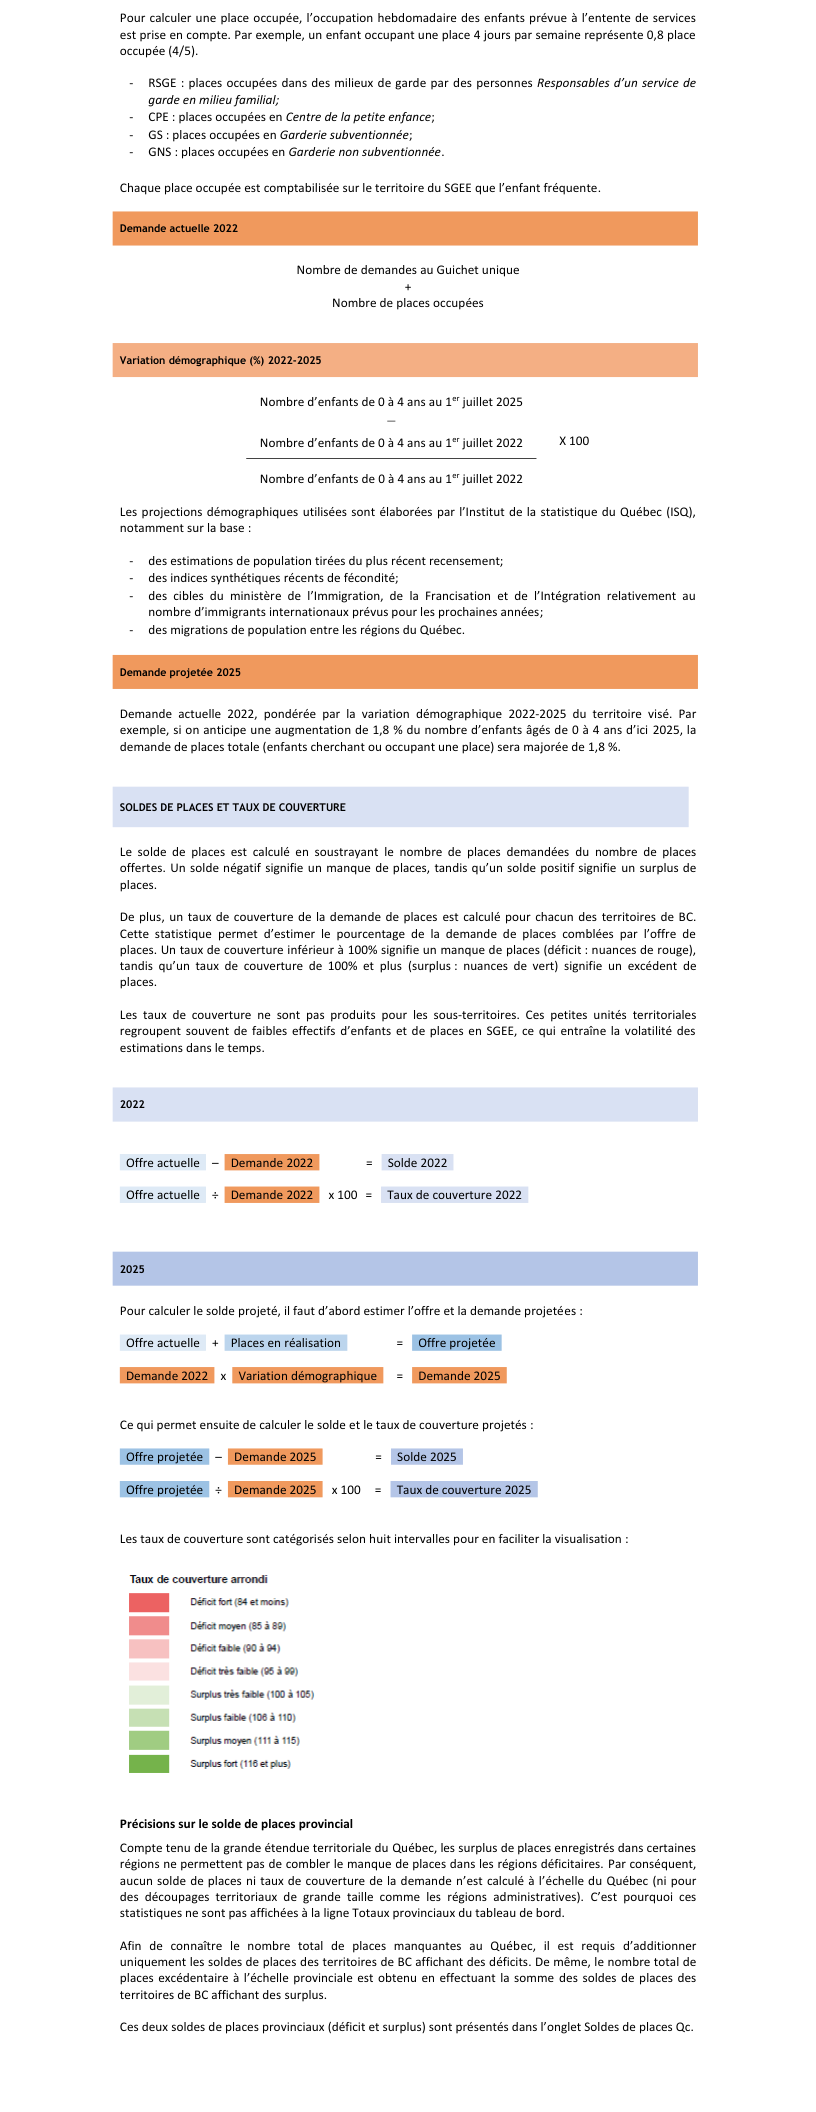 Pour calculer une place occupée, l’occupation hebdomadaire des enfants prévue à l’entente de services
est prise en compte. Par exemple, un enfant occupant une place 4 jours par semaine représente 0,8 place
occupée (4/5).
- RSGE : places occupées dans des milieux de garde par des personnes Responsables d’un service de
garde en milieu familial;
- CPE : places occupées en Centre de la petite enfance;
- GS : places occupées en Garderie subventionnée;
- GNS : places occupées en Garderie non subventionnée.
Chaque place occupée est comptabilisée sur le territoire du SGEE que l’enfant fréquente.
Demande actuelle 2022
Nombre de demandes au Guichet unique
+
Nombre de places occupées
Variation démographique (%) 2022-2025
Nombre d’enfants de 0 à 4 ans au 1er juillet 2025
—
Nombre d’enfants de 0 à 4 ans au 1er juillet 2022 X 100
Nombre d’enfants de 0 à 4 ans au 1er juillet 2022
Les projections démographiques utilisées sont élaborées par l’Institut de la statistique du Québec (ISQ),
notamment sur la base :
- des estimations de population tirées du plus récent recensement;
- des indices synthétiques récents de fécondité;
- des cibles du ministère de l’Immigration, de la Francisation et de l’Intégration relativement au
nombre d’immigrants internationaux prévus pour les prochaines années;
- des migrations de population entre les régions du Québec.
Demande projetée 2025
Demande actuelle 2022, pondérée par la variation démographique 2022-2025 du territoire visé. Par
exemple, si on anticipe une augmentation de 1,8 % du nombre d’enfants âgés de 0 à 4 ans d’ici 2025, la
demande de places totale (enfants cherchant ou occupant une place) sera majorée de 1,8 %.
SOLDES DE PLACES ET TAUX DE COUVERTURE
Le solde de places est calculé en soustrayant le nombre de places demandées du nombre de places
offertes. Un solde négatif signifie un manque de places, tandis qu’un solde positif signifie un surplus de
places.
De plus, un taux de couverture de la demande de places est calculé pour chacun des territoires de BC.
Cette statistique permet d’estimer le pourcentage de la demande de places comblées par l’offre de
places. Un taux de couverture inférieur à 100% signifie un manque de places (déficit : nuances de rouge),
tandis qu’un taux de couverture de 100% et plus (surplus : nuances de vert) signifie un excédent de
places.
Les taux de couverture ne sont pas produits pour les sous-territoires. Ces petites unités territoriales
regroupent souvent de faibles effectifs d’enfants et de places en SGEE, ce qui entraîne la volatilité des
estimations dans le temps.
2022
Offre actuelle – Demande 2022 = Solde 2022
Offre actuelle ÷ Demande 2022 x 100 = Taux de couverture 2022
2025
Pour calculer le solde projeté, il faut d’abord estimer l’offre et la demande projetées :
Offre actuelle + Places en réalisation = Offre projetée
Demande 2022 x Variation démographique = Demande 2025
Ce qui permet ensuite de calculer le solde et le taux de couverture projetés :
Offre projetée – Demande 2025 = Solde 2025
Offre projetée ÷ Demande 2025 x 100 = Taux de couverture 2025
Les taux de couverture sont catégorisés selon huit intervalles pour en faciliter la visualisation :
Taux de couverture arrondi
Déficit fort (84 et moins)
Déficit moyen (85 à 89)
Déficit faible (90 à 94)
Déficit très faible (95 à 99)
Surplus très faible (100 à 105)
Surplus faible (106 à 110)
Surplus moyen (111 à 115)
Surplus fort (116 et plus)
Précisions sur le solde de places provincial
Compte tenu de la grande étendue territoriale du Québec, les surplus de places enregistrés dans certaines
régions ne permettent pas de combler le manque de places dans les régions déficitaires. Par conséquent,
aucun solde de places ni taux de couverture de la demande n’est calculé à l’échelle du Québec (ni pour
des découpages territoriaux de grande taille comme les régions administratives). C’est pourquoi ces
statistiques ne sont pas affichées à la ligne Totaux provinciaux du tableau de bord.
Afin de connaître le nombre total de places manquantes au Québec, il est requis d’additionner
uniquement les soldes de places des territoires de BC affichant des déficits. De même, le nombre total de
places excédentaire à l’échelle provinciale est obtenu en effectuant la somme des soldes de places des
territoires de BC affichant des surplus.
Ces deux soldes de places provinciaux (déficit et surplus) sont présentés dans l’onglet Soldes de places Qc.